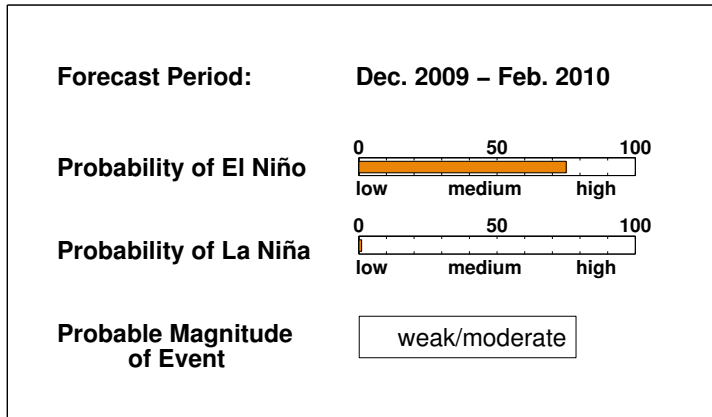 Forecast Period: Dec. 2009 – Feb. 2010
0 50 100
Probability of El Niño
low medium high
0 50 100
Probability of La Niña
low medium high
Probable Magnitude
of Event
weak/moderate